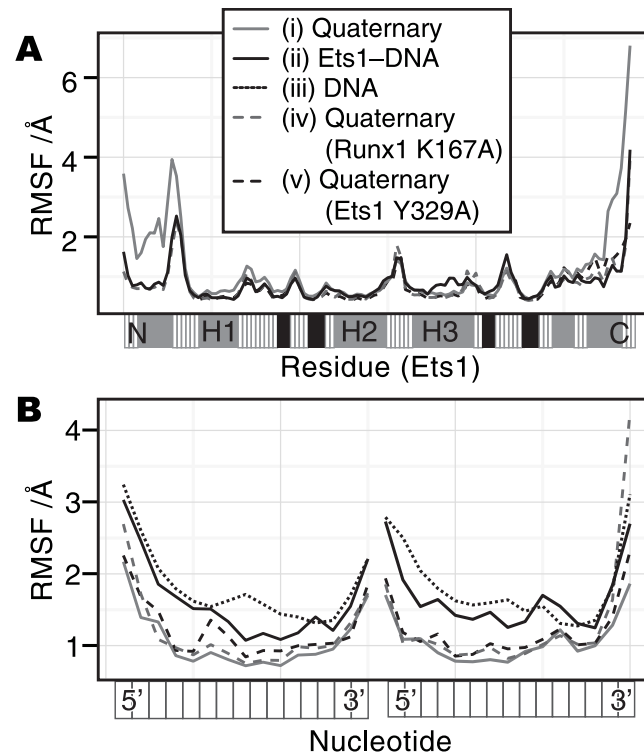 A
(i) Quaternary
(ii) Ets1–DNA
(iii) DNA
(iv) Quaternary
(Runx1 K167A)
(v) Quaternary
(Ets1 Y329A)
RMSF /Å
6
4
2
N H1 H2 H3 C
Residue (Ets1)
B
RMSF /Å
4
3
2
1
5’ 3’ 5’ 3’
Nucleotide